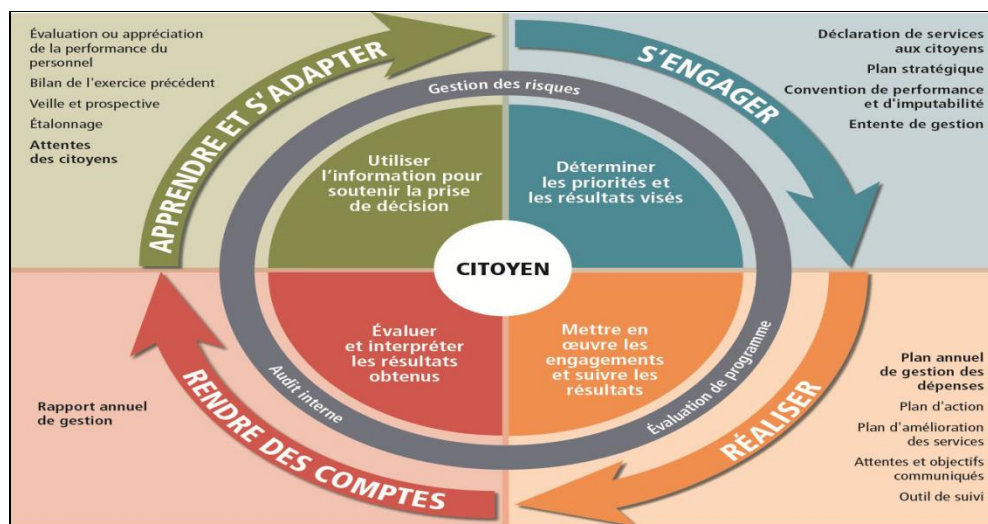 Évaluation ou appréciation
de la performance du
personnel
Bilan de l'exercice précédent
Veille et prospective
Étalonnage
Attentes
des citoyens
APPRENDRE ET S'ADAPTER
S'ENGAGER
Déclaration de services
aux citoyens
Plan stratégique
Convention de performance
et d'imputabilité
Entente de gestion
Gestion des risques
Utiliser
l'information pour
soutenir la prise
de décision
Déterminer
les priorités et
les résultats visés
CITOYEN
Évaluer
et interpréter
les résultats
obtenus
Mettre en
œuvre les
engagements
et suivre les
résultats
Audit interne
Évaluation de programme
Rapport annuel
de gestion
RENDRE DES COMPTES
RÉALISER
Plan annuel
de gestion des
dépenses
Plan d'action
Plan d'amélioration
des services
Attentes et objectifs
communiqués
Outil de suivi